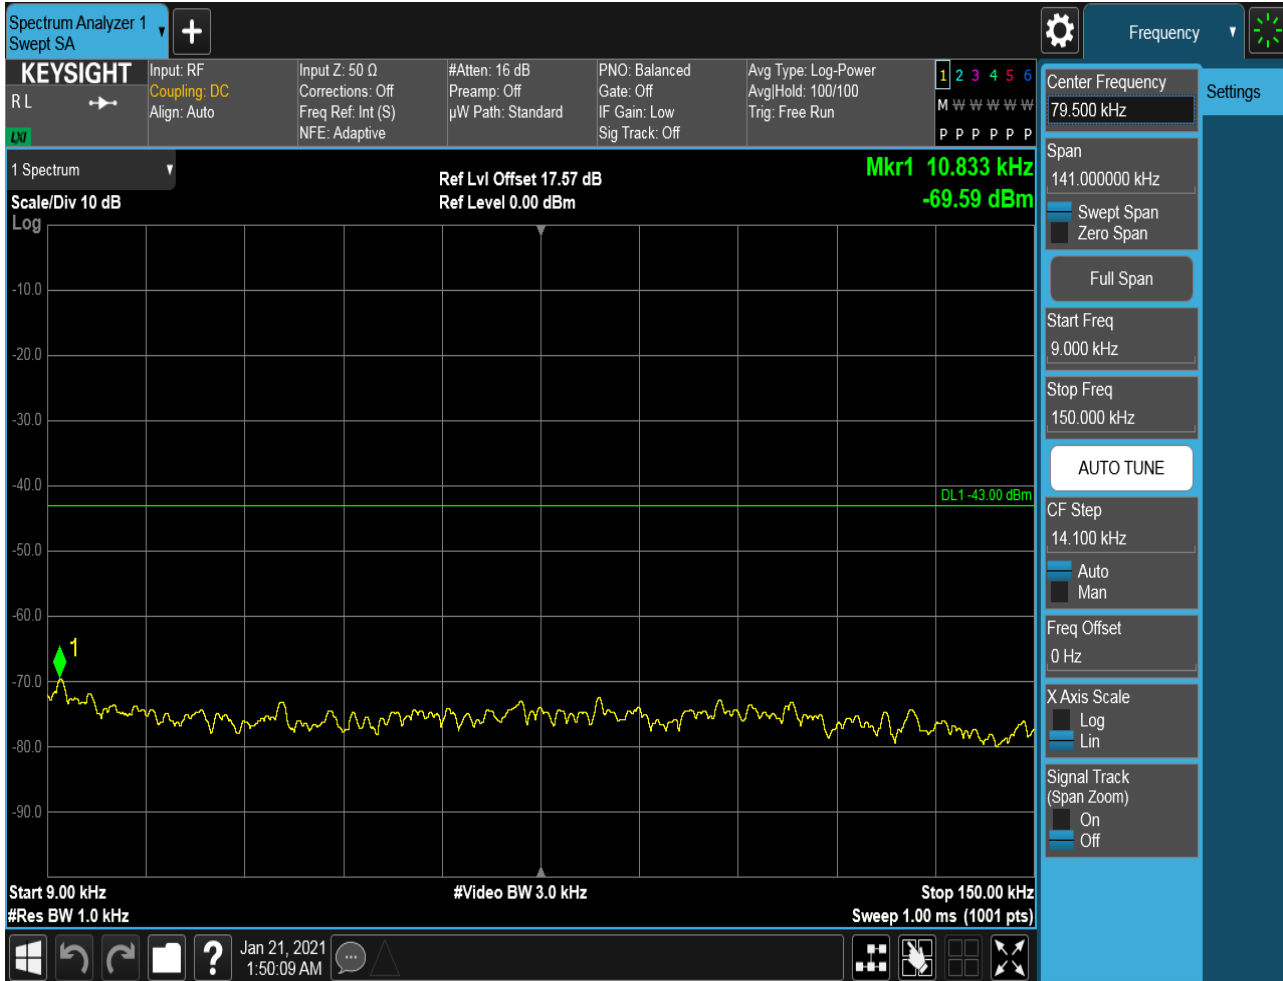 Spectrum Analyzer 1
Swept SA
+
Frequency
KEYSIGHT
R L
LXI
Input: RF
Coupling: DC
Align: Auto
Input Z: 50 Ω
Corrections: Off
Freq Ref: Int (S)
NFE: Adaptive
#Atten: 16 dB
Preamp: Off
µW Path: Standard
PNO: Balanced
Gate: Off
IF Gain: Low
Sig Track: Off
Avg Type: Log-Power
Avg|Hold: 100/100
Trig: Free Run
1 2 3 4 5 6
M W W W W W
P P P P P P
1 Spectrum
Scale/Div 10 dB
Log
Ref Lvl Offset 17.57 dB
Ref Level 0.00 dBm
Mkr1 10.833 kHz
-69.59 dBm
-10.0
-20.0
-30.0
-40.0
DL1 -43.00 dBm
-50.0
-60.0
1
-70.0
-80.0
-90.0
Start 9.00 kHz
#Res BW 1.0 kHz
#Video BW 3.0 kHz
Stop 150.00 kHz
Sweep 1.00 ms (1001 pts)
Center Frequency
79.500 kHz
Settings
Span
141.000000 kHz
Swept Span
Zero Span
Full Span
Start Freq
9.000 kHz
Stop Freq
150.000 kHz
AUTO TUNE
CF Step
14.100 kHz
Auto
Man
Freq Offset
0 Hz
X Axis Scale
Log
Lin
Signal Track
(Span Zoom)
On
Off
?
Jan 21, 2021
1:50:09 AM